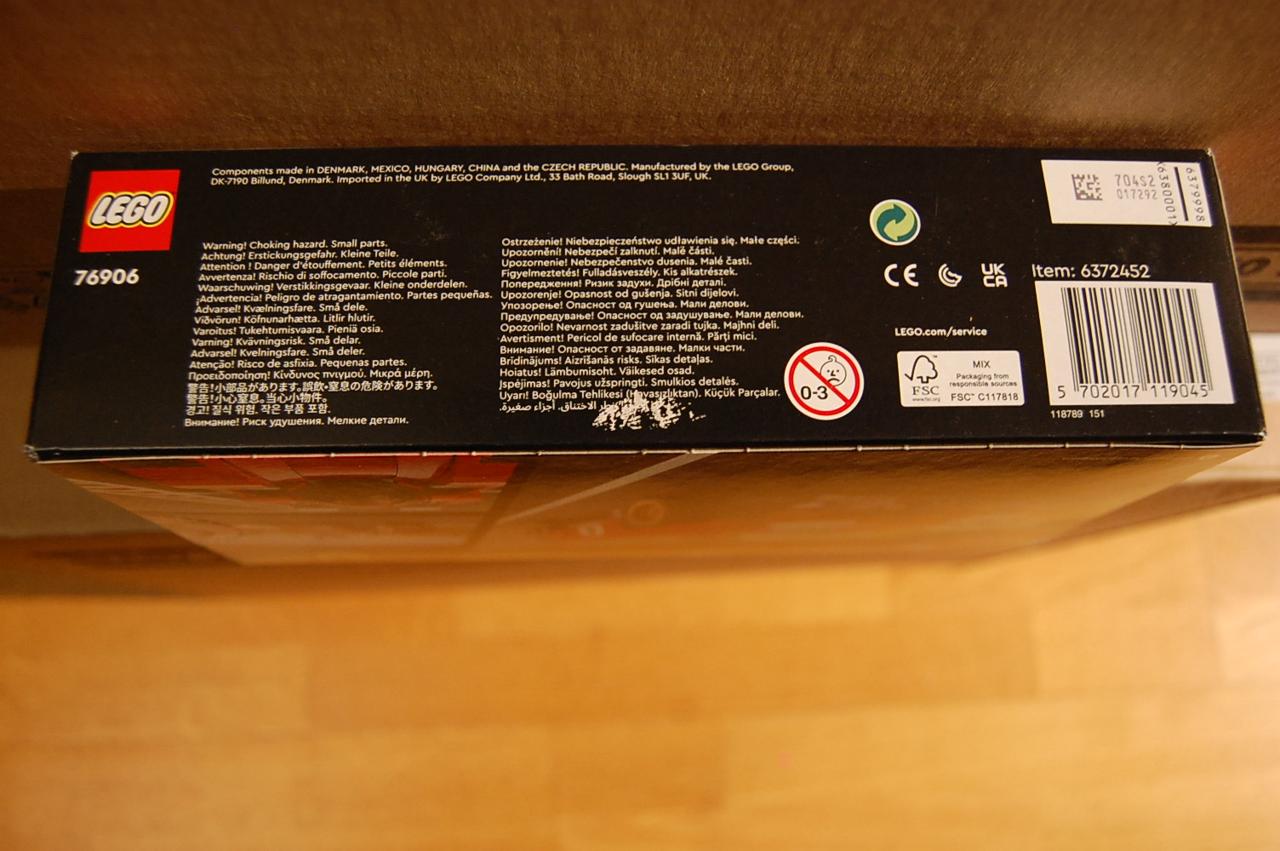 LEGO
76906
Components made in DENMARK, MEXICO, HUNGARY, CHINA and the CZECH REPUBLIC. Manufactured by the LEGO Group,
DK-7190 Billund, Denmark. Imported in the UK by LEGO Company Ltd., 33 Bath Road, Slough SL1 3UF, UK.
Warning! Choking hazard. Small parts.
Achtung! Erstickungsgefahr. Kleine Teile.
Attention ! Danger d'étouffement. Petits éléments.
Avvertenza! Rischio di soffocamento. Piccole parti.
Waarschuwing! Verstikkingsgevaar. Kleine onderdelen.
¡Advertencia! Peligro de atragantamiento. Partes pequeñas.
Advarsel! Kvælningsfare. Små dele.
Viðvörun! Köfnunarhætta. Litlir hlutir.
Varoitus! Tukehtumisvaara. Pieniä osia.
Varning! Kvävningsrisk. Små delar.
Advarsel! Kvelningsfare. Små deler.
Atenção! Risco de asfixia. Pequenas partes.
Προειδοποίηση! Κίνδυνος πνιγμού. Μικρά μέρη.
警告!小部品があります。誤飲・窒息の危険があります。
警告!小心窒息。当心小物件。
경고! 질식 위험. 작은 부품 포함.
Внимание! Риск удушения. Мелкие детали.
Ostrzeżenie! Niebezpieczeństwo udławienia się. Małe części.
Upozornění! Nebezpečí zalknutí. Malé části.
Upozornenie! Nebezpečenstvo dusenia. Malé časti.
Figyelmeztetés! Fulladásveszély. Kis alkatrészek.
Попередження! Ризик задухи. Дрібні деталі.
Upozorenje! Opasnost od gušenja. Sitni dijelovi.
Упозорење! Опасност од гушења. Мали делови.
Предупредување! Опасност од задушување. Мали делови.
Opozorilo! Nevarnost zadušitve zaradi tujka. Majhni deli.
Avertisment! Pericol de sufocare internă. Părți mici.
Внимание! Опасност от задавяне. Малки части.
Brīdinājums! Aizrīšanās risks. Sīkas detaļas.
Hoiatus! Lämbumisoht. Väikesed osad.
Įspėjimas! Pavojus užspringti. Smulkios detalės.
Uyarı! Boğulma Tehlikesi (Havasızlıktan). Küçük Parçalar.
الاختناق. أجزاء صغيرة.
0-3
CE
UK
CA
LEGO.com/service
FSC
www.fsc.org
MIX
Packaging from
responsible sources
FSC™ C117818
704S2
017292
6380001
6379998
Item: 6372452
5 702017 119045
118789 151